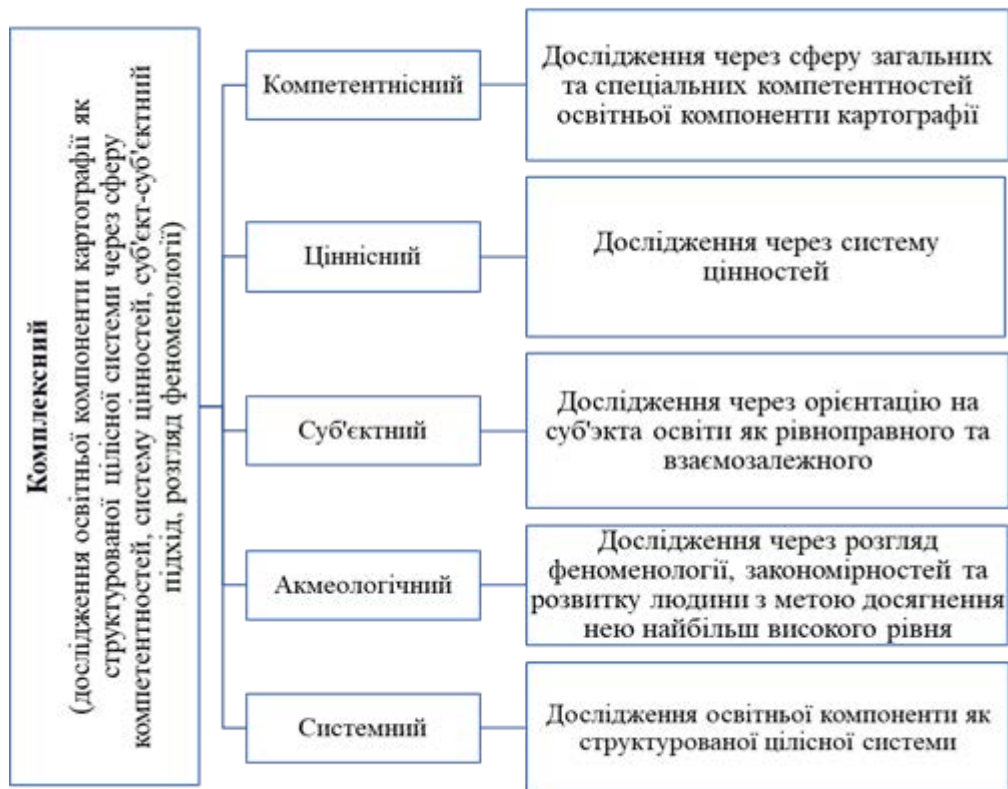 Комплексний
(дослідження освітньої компоненти картографії як
структурованої цілісної системи через сферу
компетентностей, систему цінностей, суб'єкт-суб'єктний
підхід, розгляд феноменології)
Компетентнісний
Дослідження через сферу загальних
та спеціальних компетентностей
освітньої компоненти картографії
Ціннісний
Дослідження через систему
цінностей
Суб'єктний
Дослідження через орієнтацію на
суб'экта освіти як рівноправного та
взаємозалежного
Акмеологічний
Дослідження через розгляд
феноменології, закономірностей та
розвитку людини з метою досягнення
нею найбільш високого рівня
Системний
Дослідження освітньої компоненти як
структурованої цілісної системи